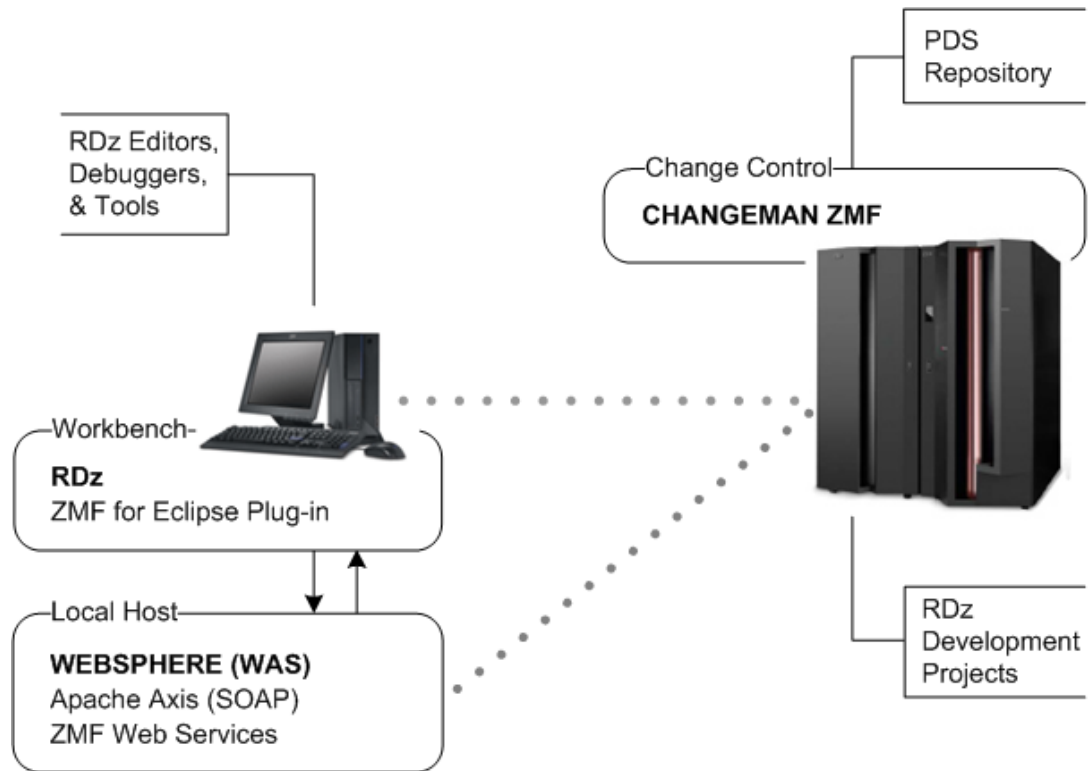 PDS
Repository
RDz Editors,
Debuggers,
& Tools
Change Control
CHANGEMAN ZMF
Workbench
RDz
ZMF for Eclipse Plug-in
Local Host
WEBSPHERE (WAS)
Apache Axis (SOAP)
ZMF Web Services
RDz
Development
Projects